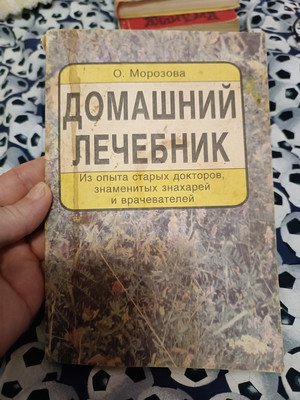 О. Морозова
ДОМАШНИЙ
ЛЕЧЕБНИК
Из опыта старых докторов,
знаменитых знахарей
и врачевателей